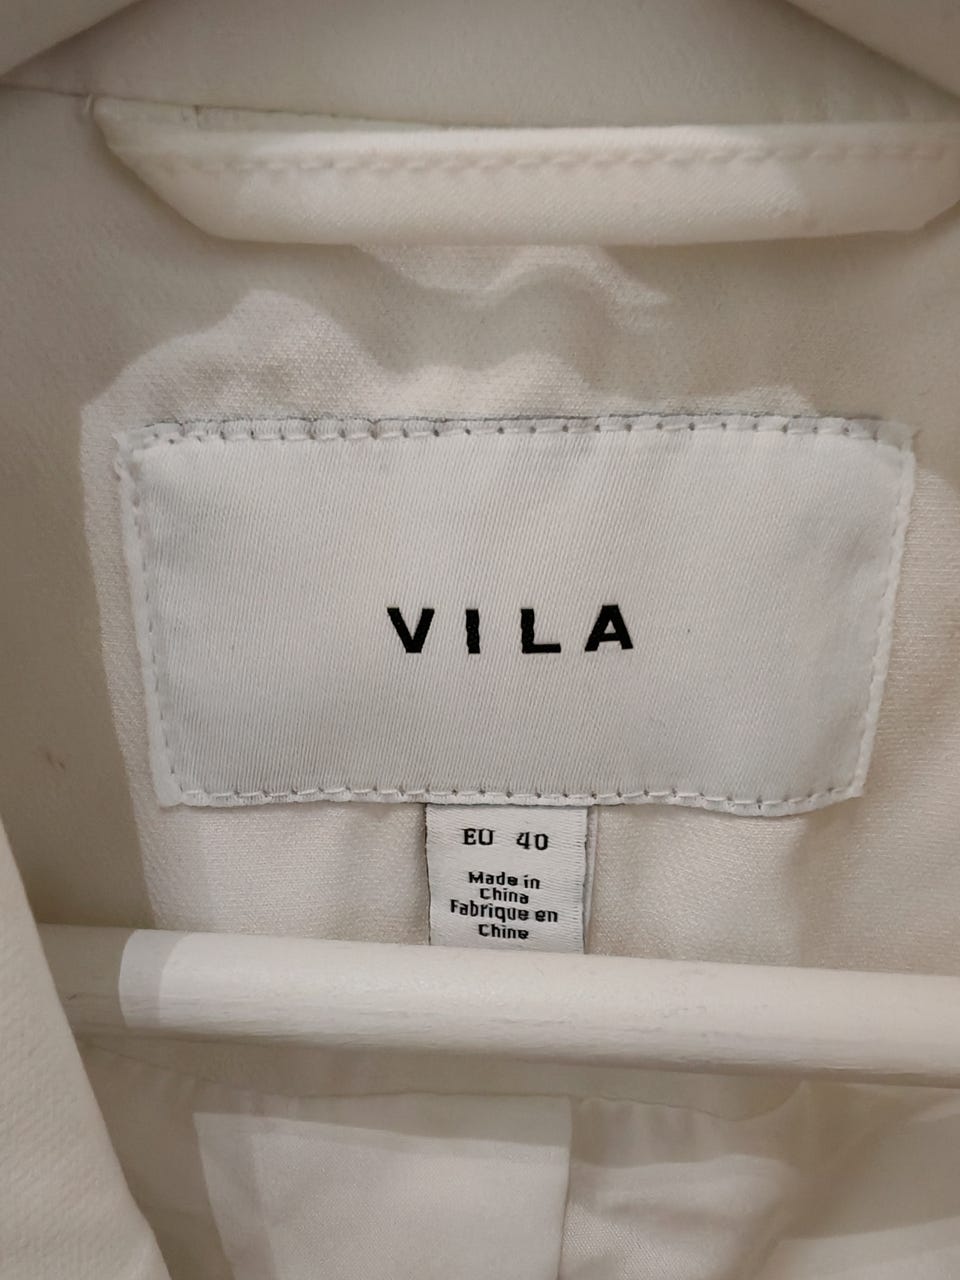 VILA
EU 40
Made in
China
Fabrique en
Chine